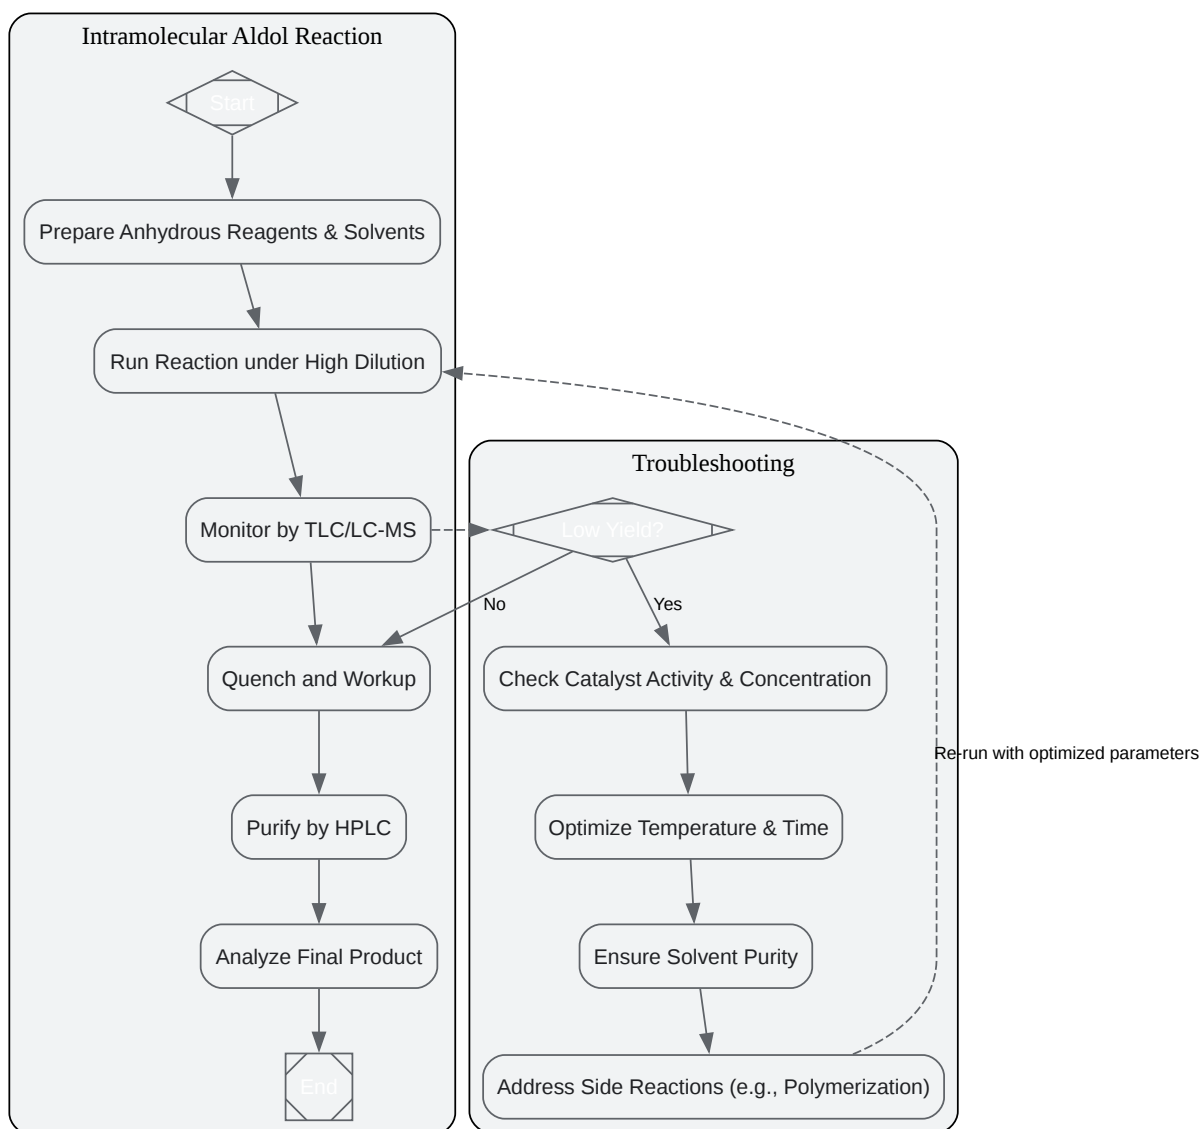 Intramolecular Aldol Reaction
Start
Prepare Anhydrous Reagents & Solvents
Run Reaction under High Dilution
Monitor by TLC/LC-MS
Quench and Workup
Purify by HPLC
Analyze Final Product
End
Troubleshooting
Low Yield?
No
Yes
Check Catalyst Activity & Concentration
Optimize Temperature & Time
Ensure Solvent Purity
Address Side Reactions (e.g., Polymerization)
Re-run with optimized parameters